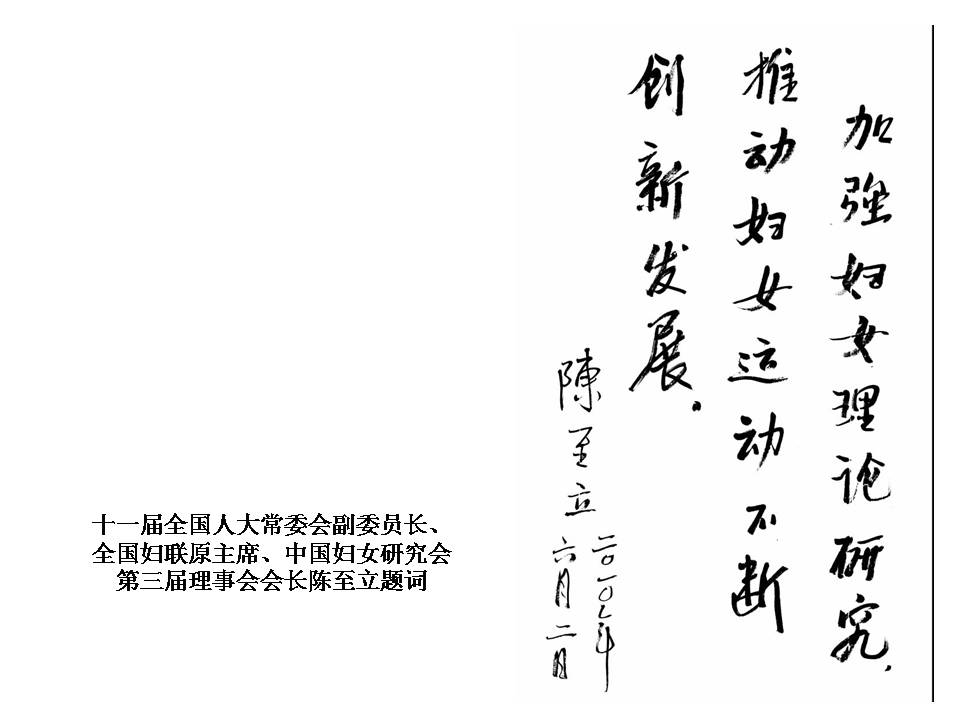 加强妇女理论研究，
推动妇女运动不断
创新发展。
陳至立
二〇一〇年
六月二日
十一届全国人大常委会副委员长、
全国妇联原主席、中国妇女研究会
第三届理事会会长陈至立题词